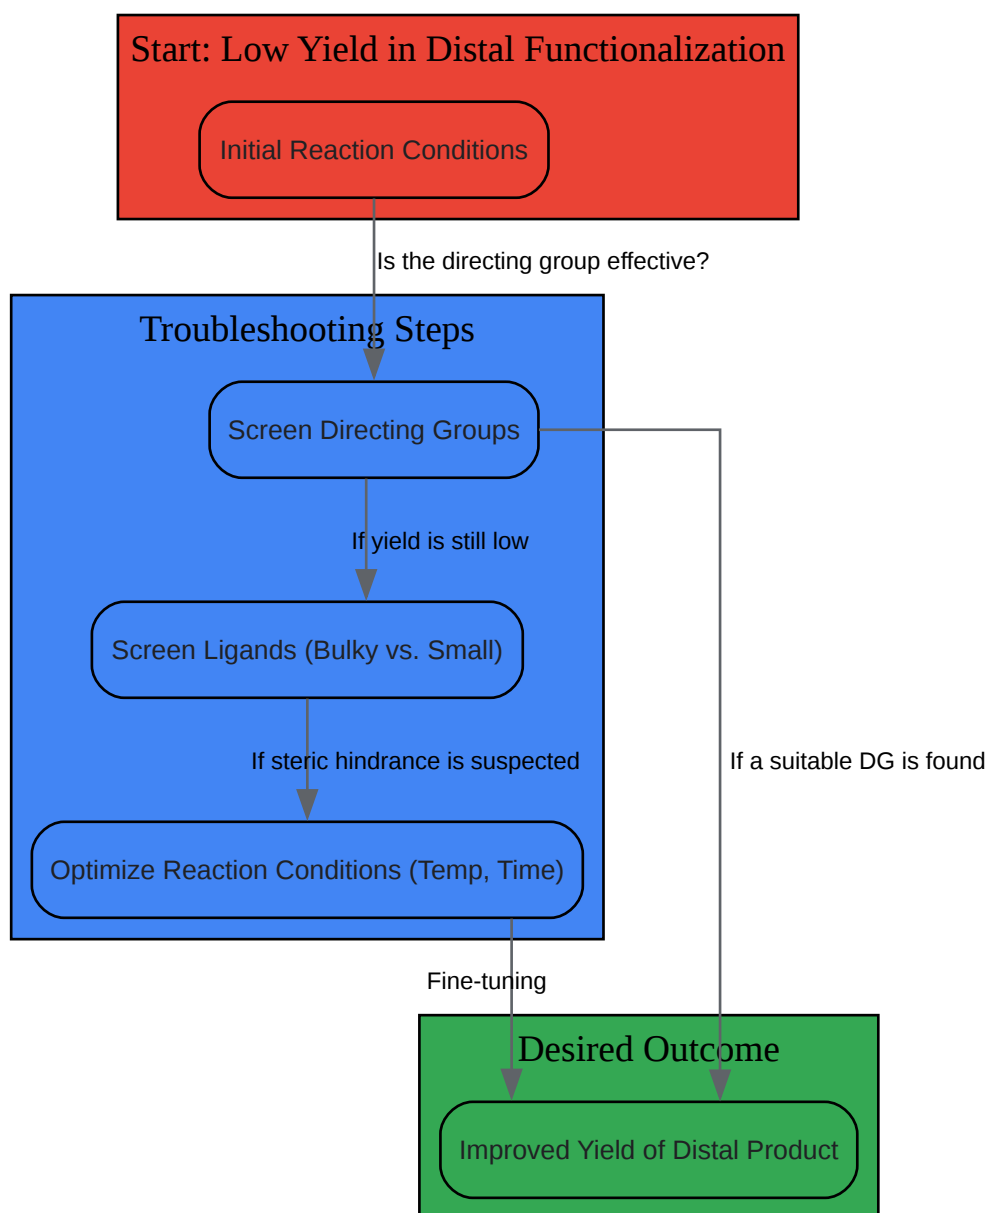 Start: Low Yield in Distal Functionalization
Initial Reaction Conditions
Is the directing group effective?
Troubleshooting Steps
Screen Directing Groups
If yield is still low
Screen Ligands (Bulky vs. Small)
If steric hindrance is suspected
If a suitable DG is found
Optimize Reaction Conditions (Temp, Time)
Fine-tuning
Desired Outcome
Improved Yield of Distal Product